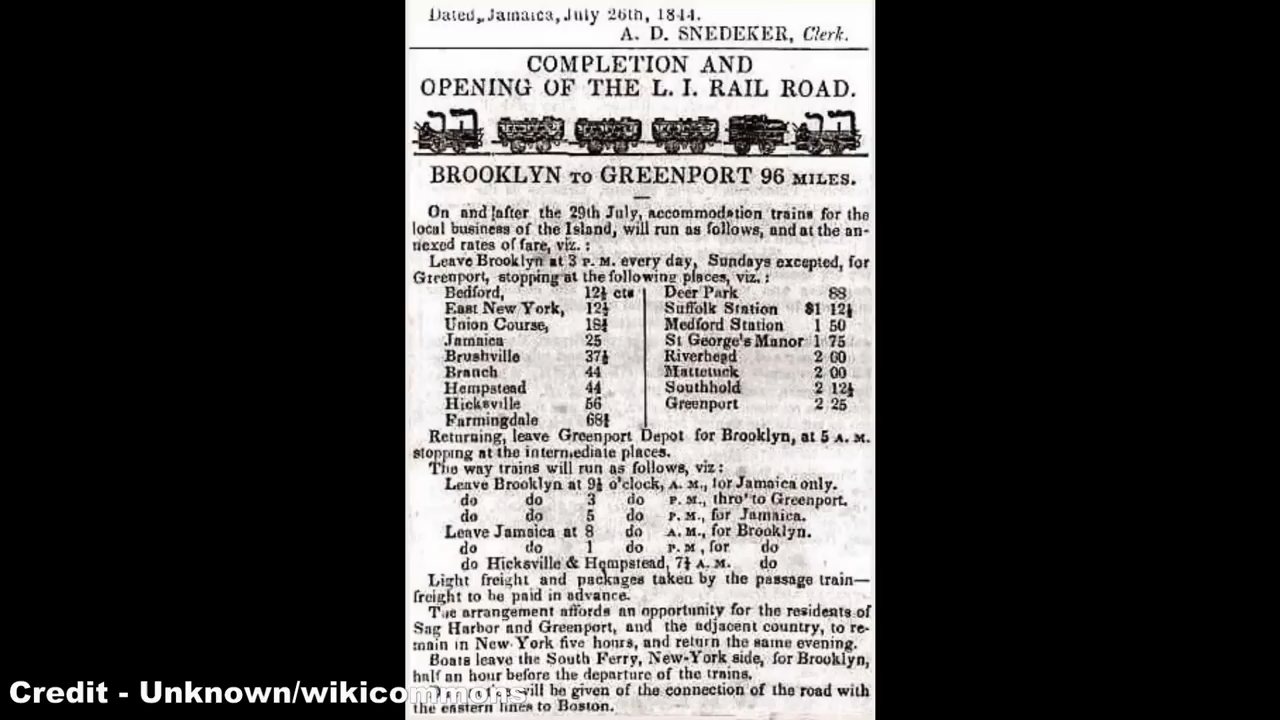 Dated, Jamaica, July 26th, 1844.
A. D. SNEDEKER, Clerk.
COMPLETION AND
OPENING OF THE L. I. RAIL ROAD.
BROOKLYN TO GREENPORT 96 MILES.
On and after the 29th July, accommodation trains for the
local business of the Island, will run as follows, and at the an-
nexed rates of fare, viz. :
Leave Brooklyn at 3 P. M. every day, Sundays excepted, for
Greenport, stopping at the following places, viz. :
Bedford, 12½ cts
East New York, 12½
Union Course, 18¾
Jamaica 25
Brushville 37½
Branch 44
Hempstead 44
Hicksville 56
Farmingdale 68¾
Deer Park 88
Suffolk Station $1 12½
Medford Station 1 50
St George's Manor 1 75
Riverhead 2 00
Mattetuck 2 00
Southhold 2 12½
Greenport 2 25
Returning, leave Greenport Depot for Brooklyn, at 5 A. M.
stopping at the intermediate places.
The way trains will run as follows, viz :
Leave Brooklyn at 9½ o'clock, A. M., for Jamaica only.
do do 3 do P. M., thro' to Greenport.
do do 5 do P. M., for Jamaica.
Leave Jamaica at 8 do A. M., for Brooklyn.
do do 1 do P. M , for do
do Hicksville & Hempstead, 7½ A. M. do
Light freight and packages taken by the passage train—
freight to be paid in advance.
The arrangement affords an opportunity for the residents of
Sag Harbor and Greenport, and the adjacent country, to re-
main in New-York five hours, and return the same evening.
Boats leave the South Ferry, New-York side, for Brooklyn,
half an hour before the departure of the trains.
will be given of the connection of the road with
the eastern lines to Boston.
Credit - Unknown/wikicommons